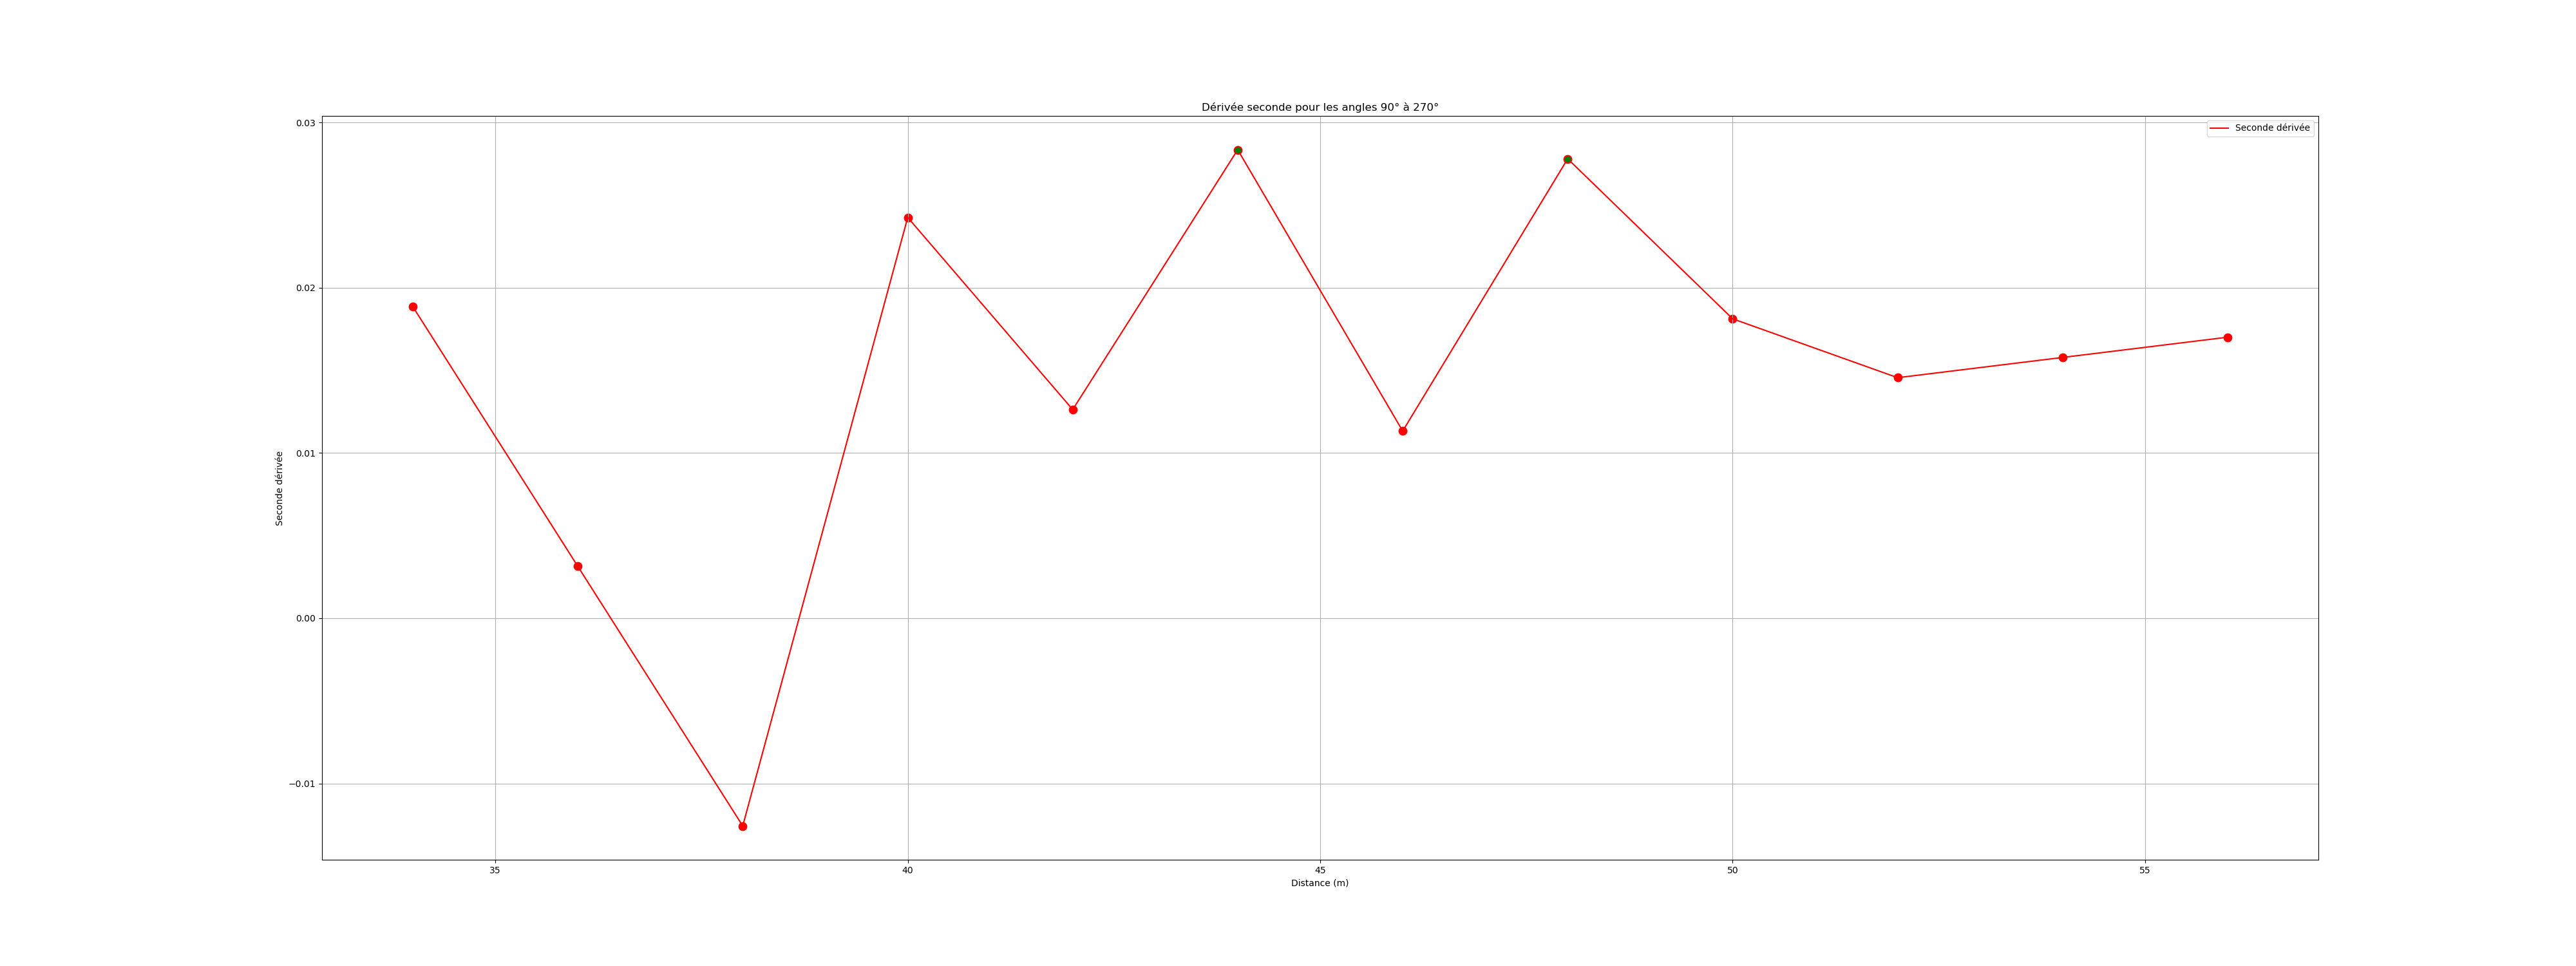 Dérivée seconde pour les angles 90° à 270°
Seconde dérivée
0.03
0.02
0.01
0.00
−0.01
Seconde dérivée
35
40
45
50
55
Distance (m)